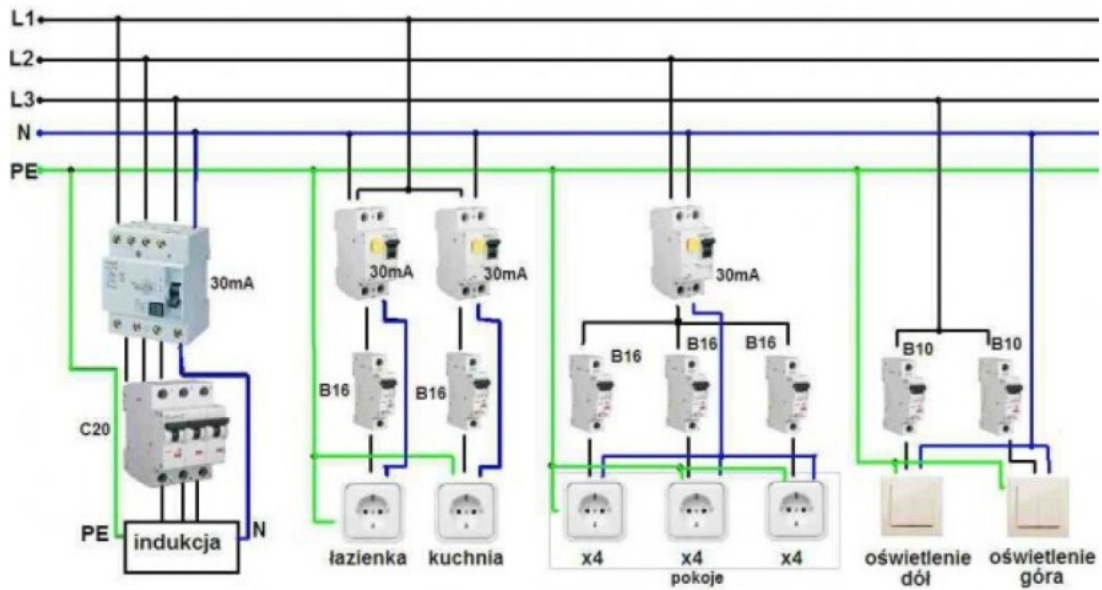 L1
L2
L3
N
PE
30mA
30mA
30mA
30mA
C20
B16
B16
B16
B16
B16
B10
B10
PE
indukcja
N
łazienka
kuchnia
x4
x4
x4
pokoje
oświetlenie
dół
oświetlenie
góra